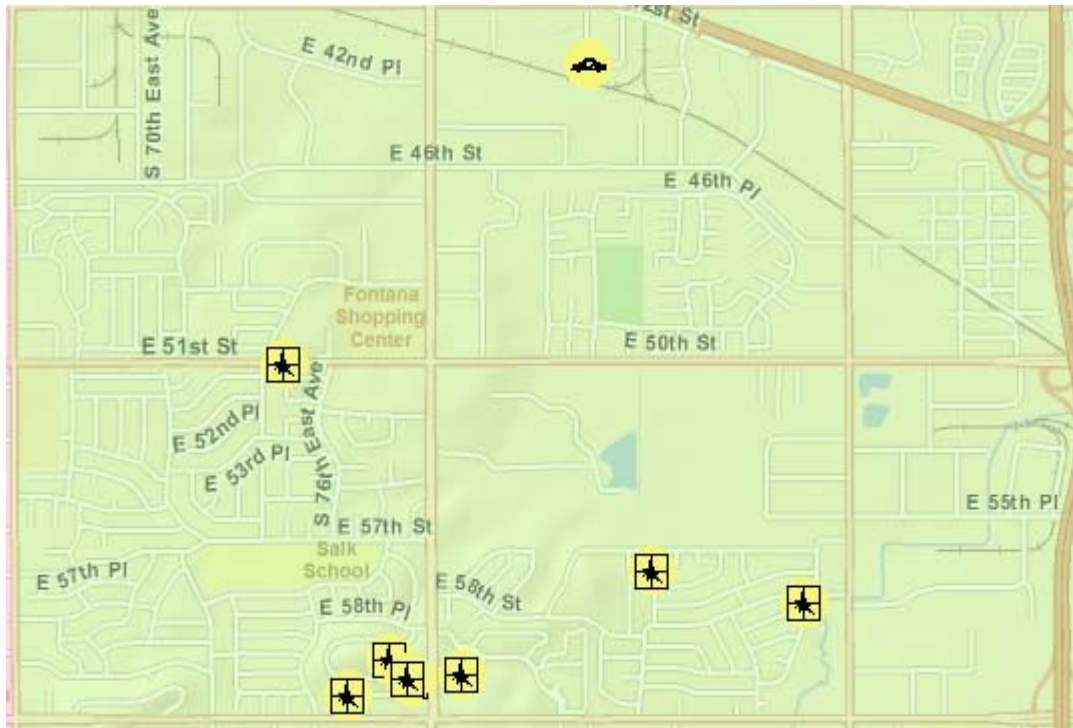 St
E 42nd Pl
S 70th East Ave
E 46th St
E 46th Pl
Fontana
Shopping
Center
E 50th St
E 51st St
E 52nd Pl
E 53rd Pl
S 76th East Ave
E 55th Pl
E 57th St
Salk
School
E 57th Pl
E 58th St
E 58th Pl